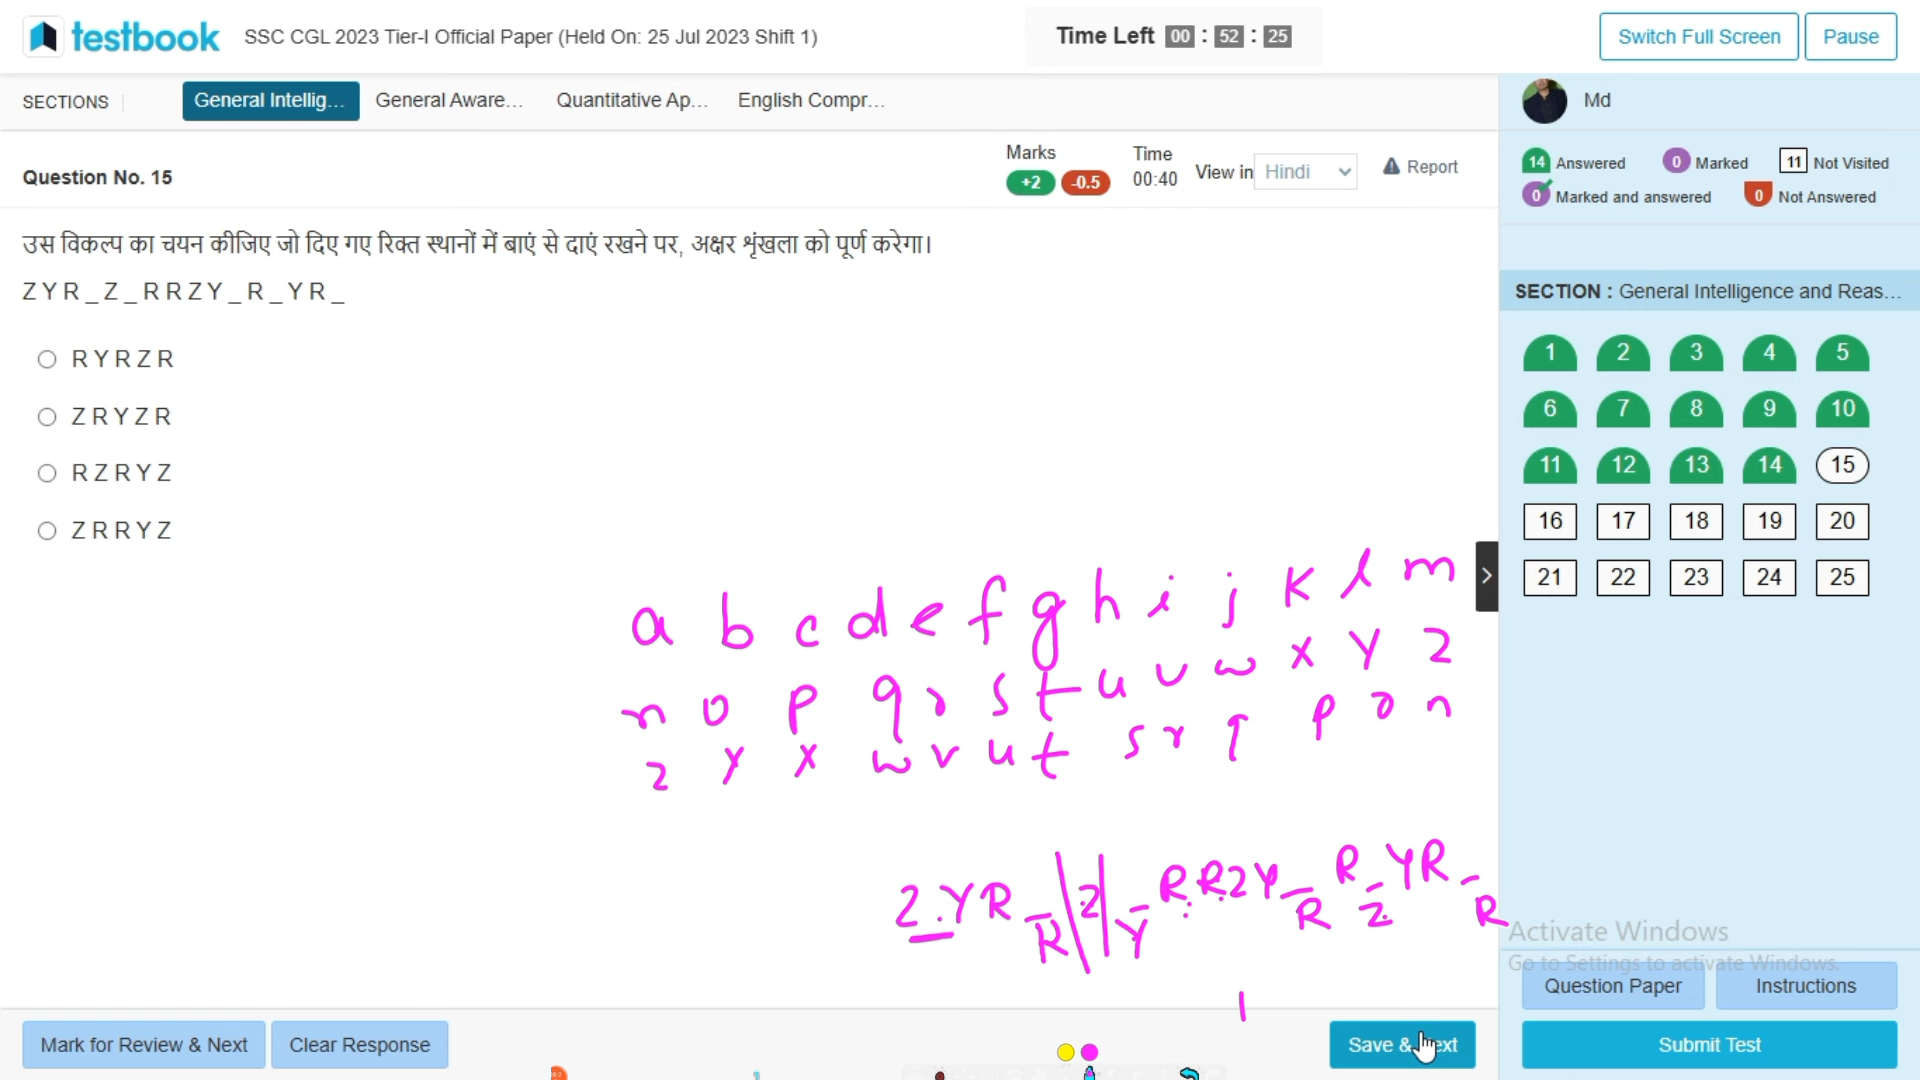 testbook SSC CGL 2023 Tier-I Official Paper (Held On: 25 Jul 2023 Shift 1) Time Left 00 : 52 : 25 Switch Full Screen Pause
SECTIONS General Intellig... General Aware... Quantitative Ap... English Compr... Md
Marks Time
Question No. 15 +2 -0.5 00:40 View in Hindi Report
14 Answered 0 Marked 11 Not Visited
0 Marked and answered 0 Not Answered
उस विकल्प का चयन कीजिए जो दिए गए रिक्त स्थानों में बाएं से दाएं रखने पर, अक्षर शृंखला को पूर्ण करेगा।
Z Y R _ Z _ R R Z Y _ R _ Y R _
SECTION : General Intelligence and Reas...
R Y R Z R
Z R Y Z R
R Z R Y Z
Z R R Y Z
1 2 3 4 5
6 7 8 9 10
11 12 13 14 15
16 17 18 19 20
21 22 23 24 25
a b c d e f g h i j k l m
n o p q r s t u v w x y z
z y x w v u t s r q p o n
Z Y R _ Z _ R R Z Y _ R _ Y R _
R Y R Z R
Activate Windows
Go to Settings to activate Windows.
Question Paper Instructions
Mark for Review & Next Clear Response Save & Next Submit Test